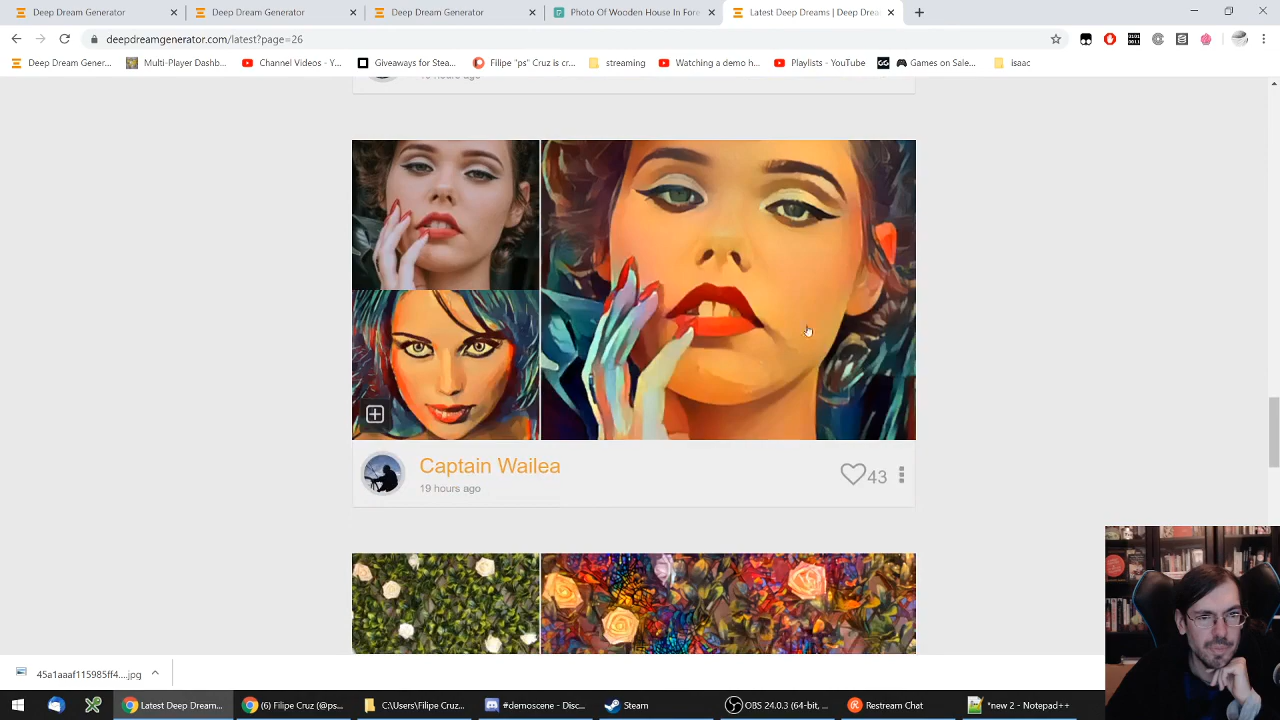 Deep Dream Generator
Deep Dream Generator
Deep Dream Generator
Photo Of Wooden House In Fore
Latest Deep Dreams | Deep Drea
deepdreamgenerator.com/latest?page=26
Deep Dream Gener...
Multi-Player Dashb...
Channel Videos - Y...
Giveaways for Stea...
Filipe "ps" Cruz is cr...
streaming
Watching a demo h...
Playlists - YouTube
GG
Games on Sale...
isaac
Captain Wailea
43
19 hours ago
45a1aaaf115985ff4....jpg
Latest Deep Dream...
(6) Filipe Cruz (@ps...
C:\Users\Filipe Cruz...
#demoscene - Disc...
Steam
OBS 24.0.3 (64-bit, ...
Restream Chat
*new 2 - Notepad++